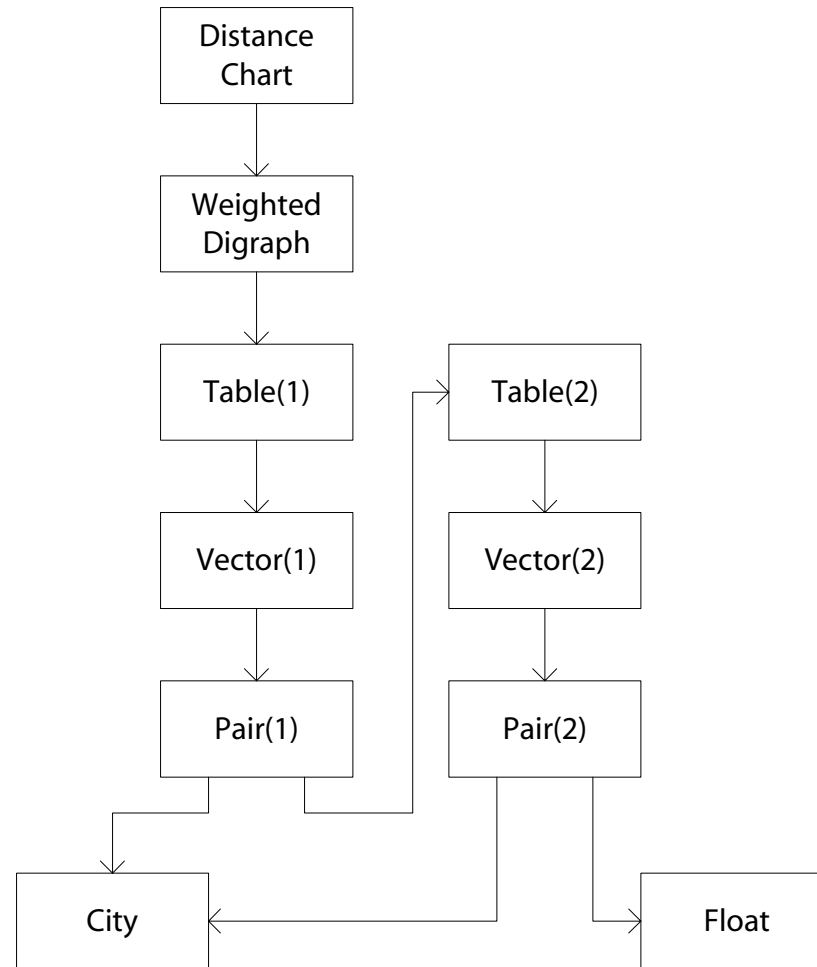 Distance
Chart
Weighted
Digraph
Table(1)
Table(2)
Vector(1)
Vector(2)
Pair(1)
Pair(2)
City
Float